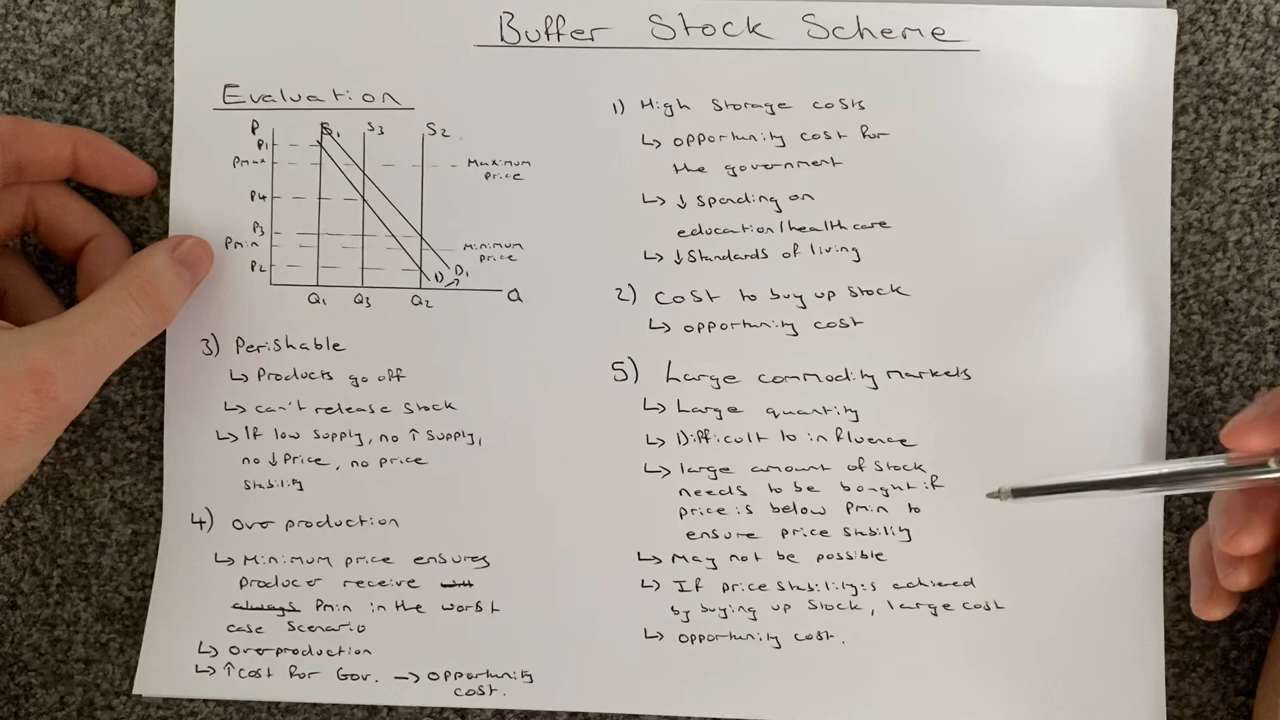 Buffer Stock Scheme
Evaluation
P
P1
Pmax
P4
P3
Pmin
P2
S1
S3
S2
Maximum
Price
Minimum
Price
D
D1
Q1
Q3
Q2
Q
1) High Storage costs
↳ opportunity cost for
the government
↳ ↓ spending on
education/healthcare
↳ ↓ Standards of living
2) Cost to buy up stock
↳ opportunity cost
3) Perishable
↳ Products go off
↳ can't release stock
↳ If low supply, no ↑ supply,
no ↓ Price, no price
stability
4) Over production
↳ Minimum price ensures
producer receive
always Pmin in the worst
case scenario
↳ overproduction
↳ ↑ cost for Gov. → opportunity
cost.
5) Large commodity markets
↳ Large quantity
↳ Difficult to influence
↳ large amount of stock
needs to be bought if
price is below Pmin to
ensure price stability
↳ May not be possible
↳ If price stability is achieved
by buying up stock, large cost
↳ opportunity cost.